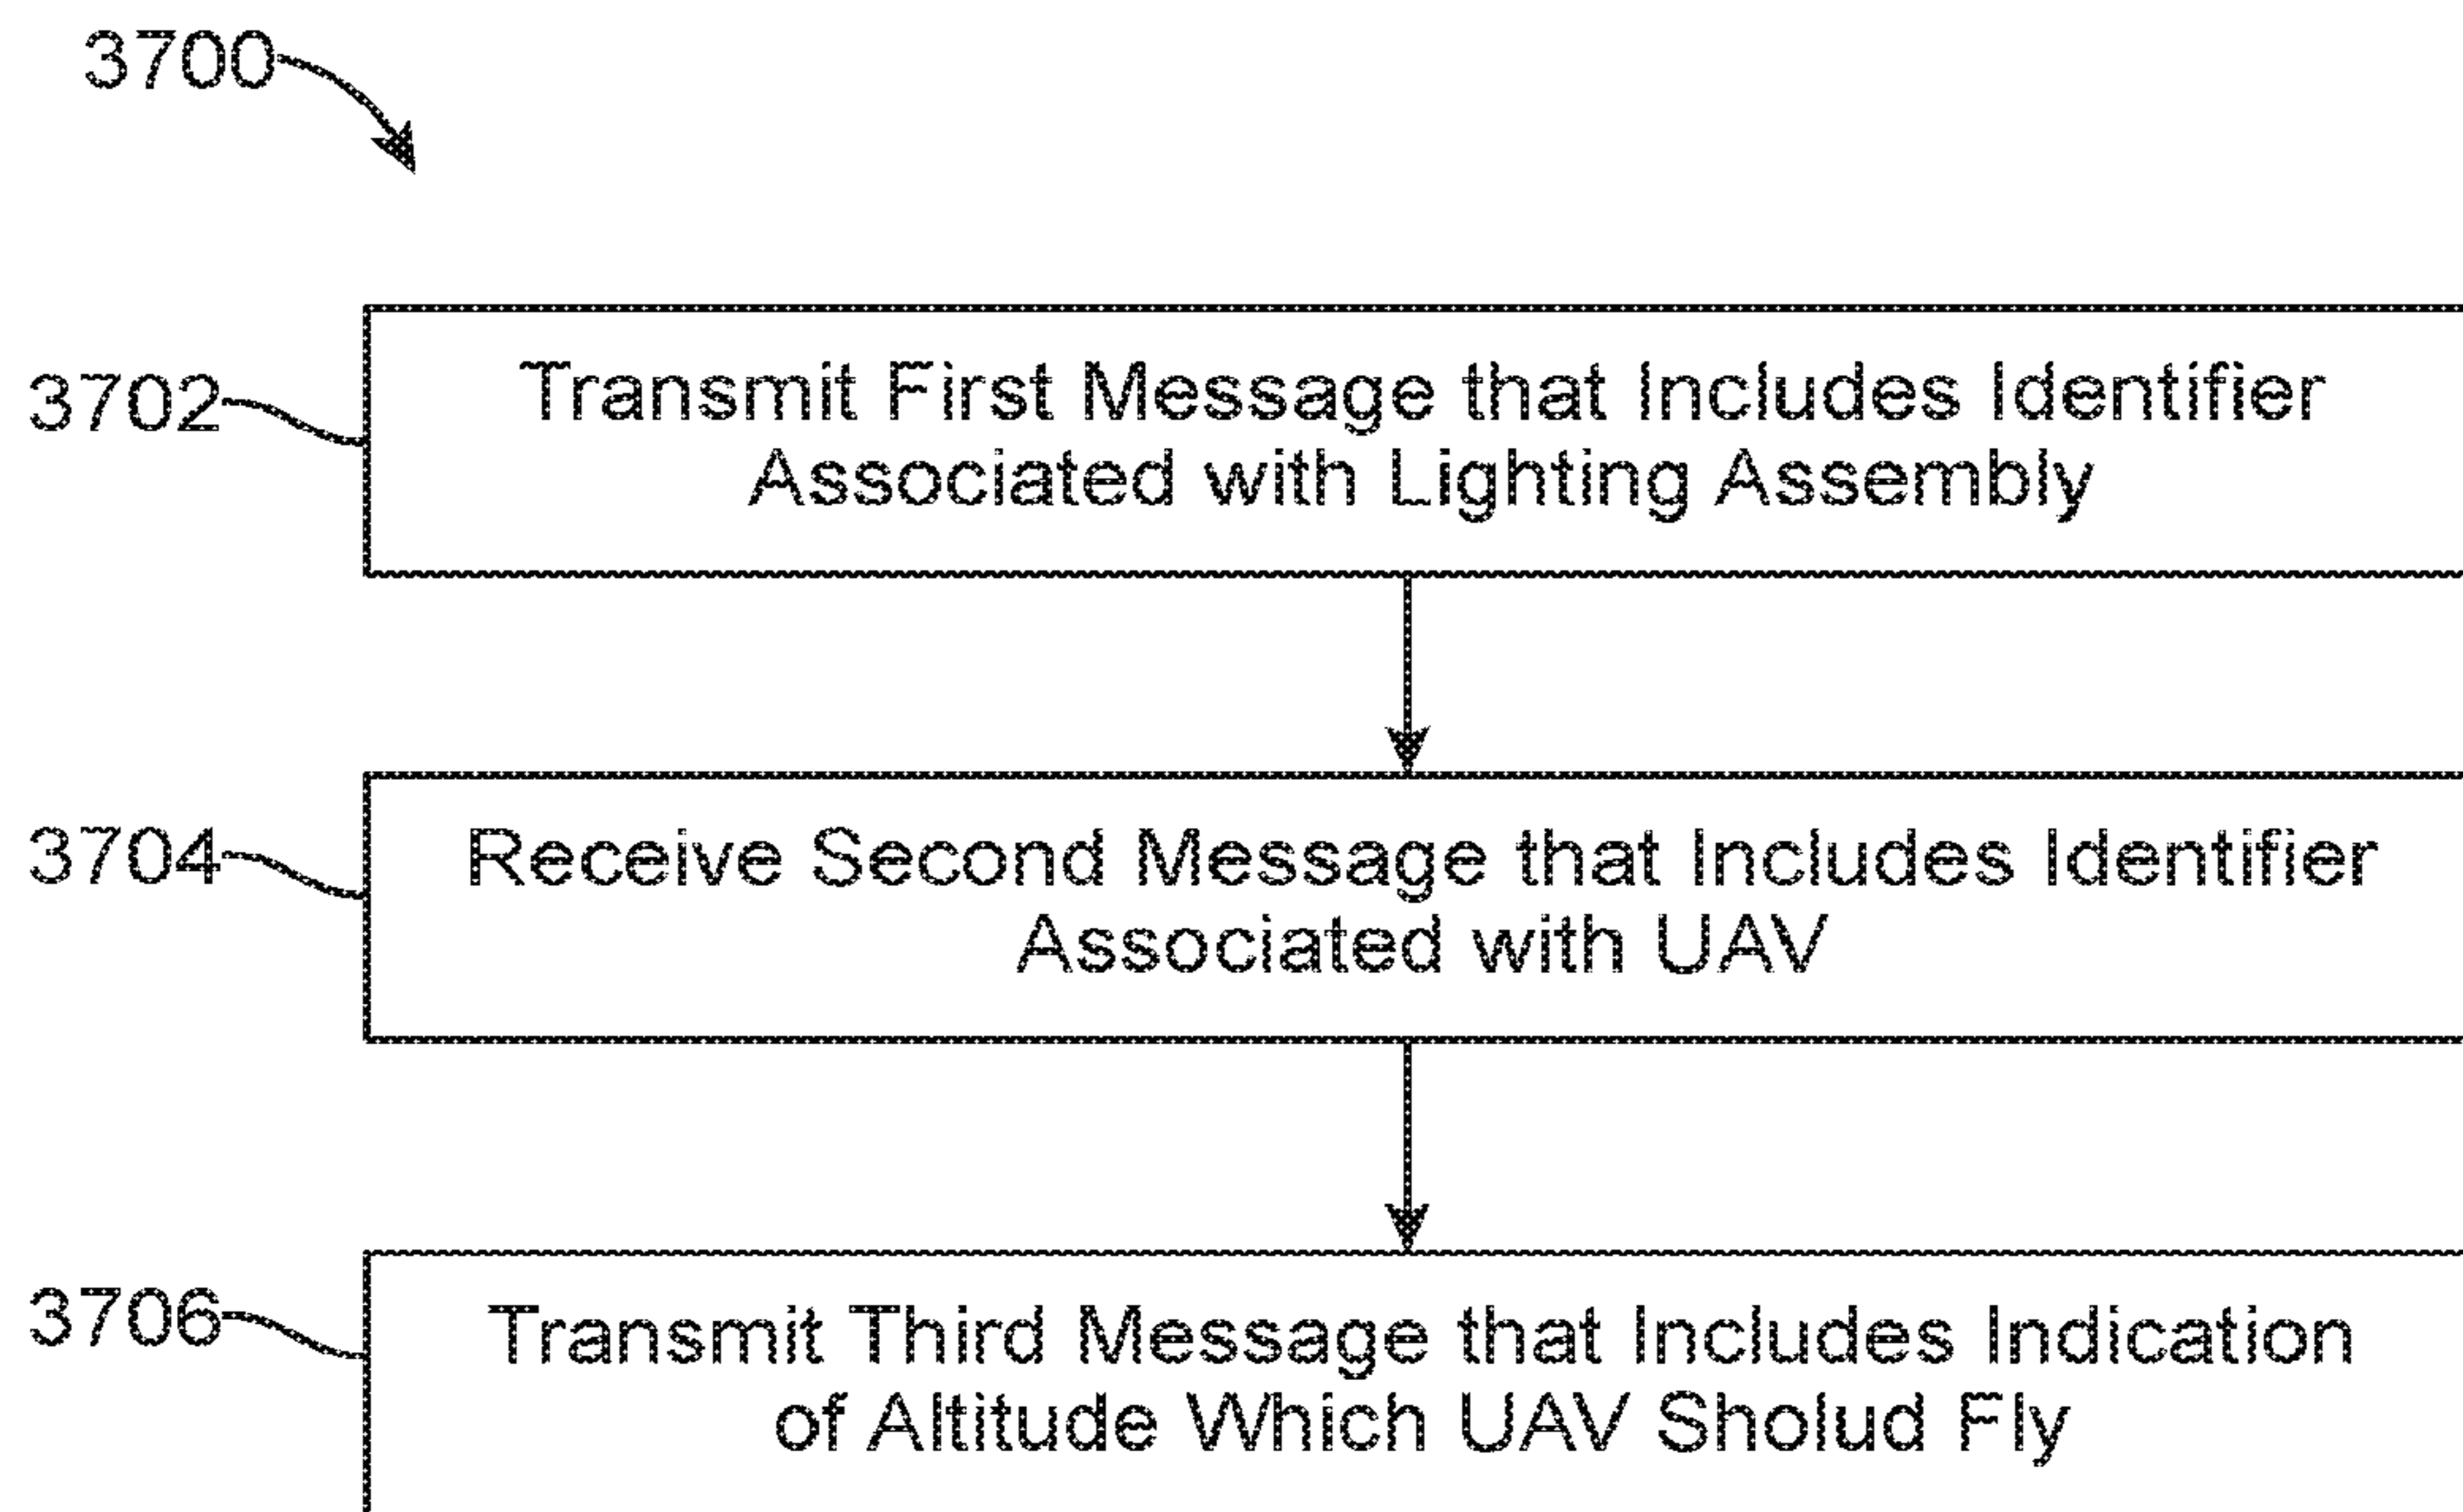 3700
3702
Transmit First Message that Includes Identifier
Associated with Lighting Assembly
3704
Receive Second Message that Includes Identifier
Associated with UAV
3706
Transmit Third Message that Includes Indication
of Altitude Which UAV Sholud Fly